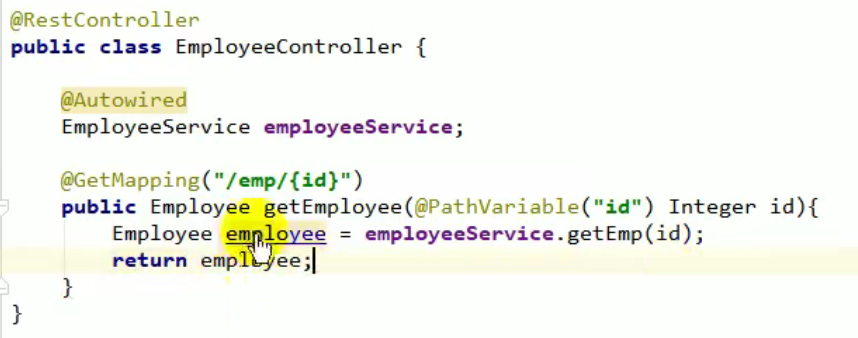 @RestController
public class EmployeeController {
@Autowired
EmployeeService employeeService;
@GetMapping("/emp/{id}")
public Employee getEmployee(@PathVariable("id") Integer id){
Employee employee = employeeService.getEmp(id);
return employee;
}
}